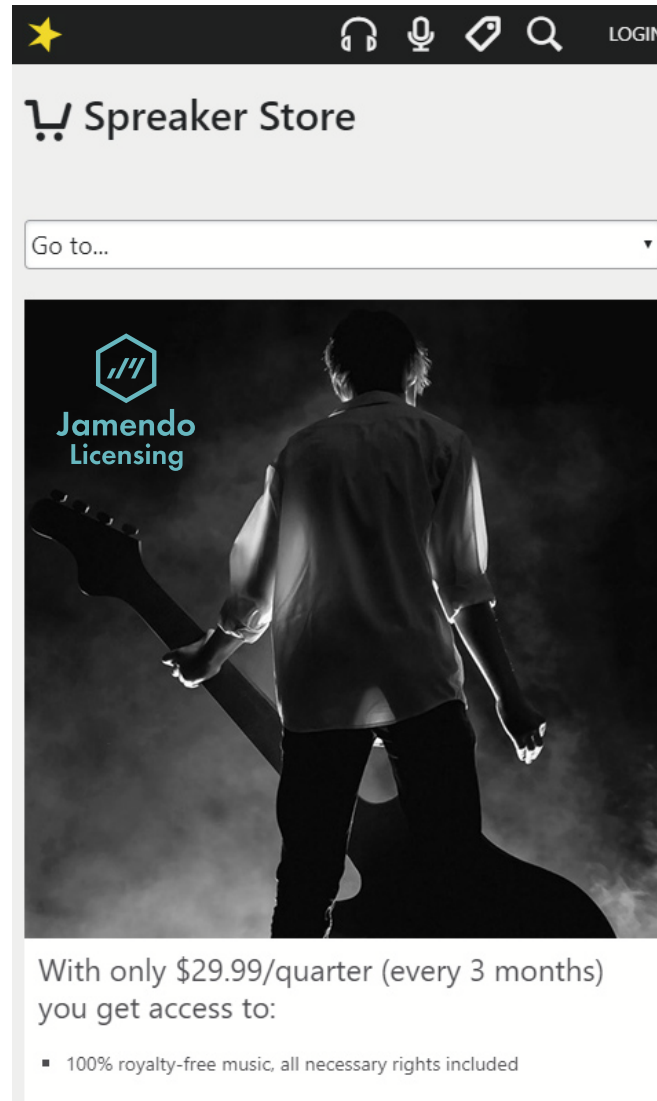 LOGIN
Spreaker Store
Go to...
Jamendo
Licensing
With only $29.99/quarter (every 3 months)
you get access to:
100% royalty-free music, all necessary rights included